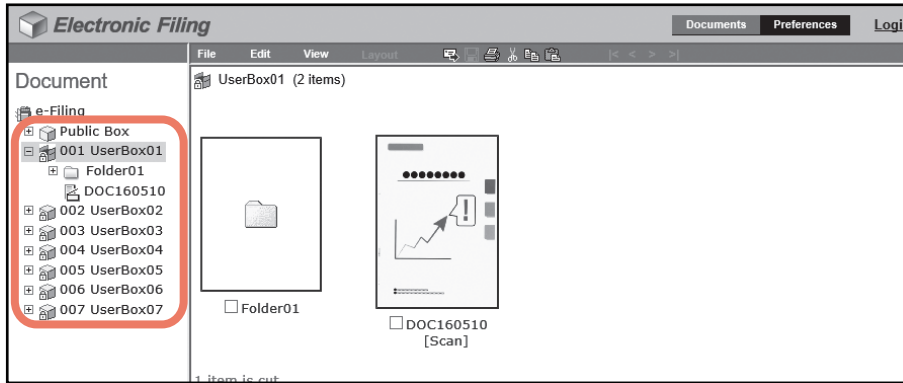 Electronic Filing
Documents Preferences Logi
File Edit View Layout |< < > >|
Document
e-Filing
Public Box
001 UserBox01
Folder01
DOC160510
002 UserBox02
003 UserBox03
004 UserBox04
005 UserBox05
006 UserBox06
007 UserBox07
UserBox01 (2 items)
!
Folder01
DOC160510
[Scan]
1 item is cut